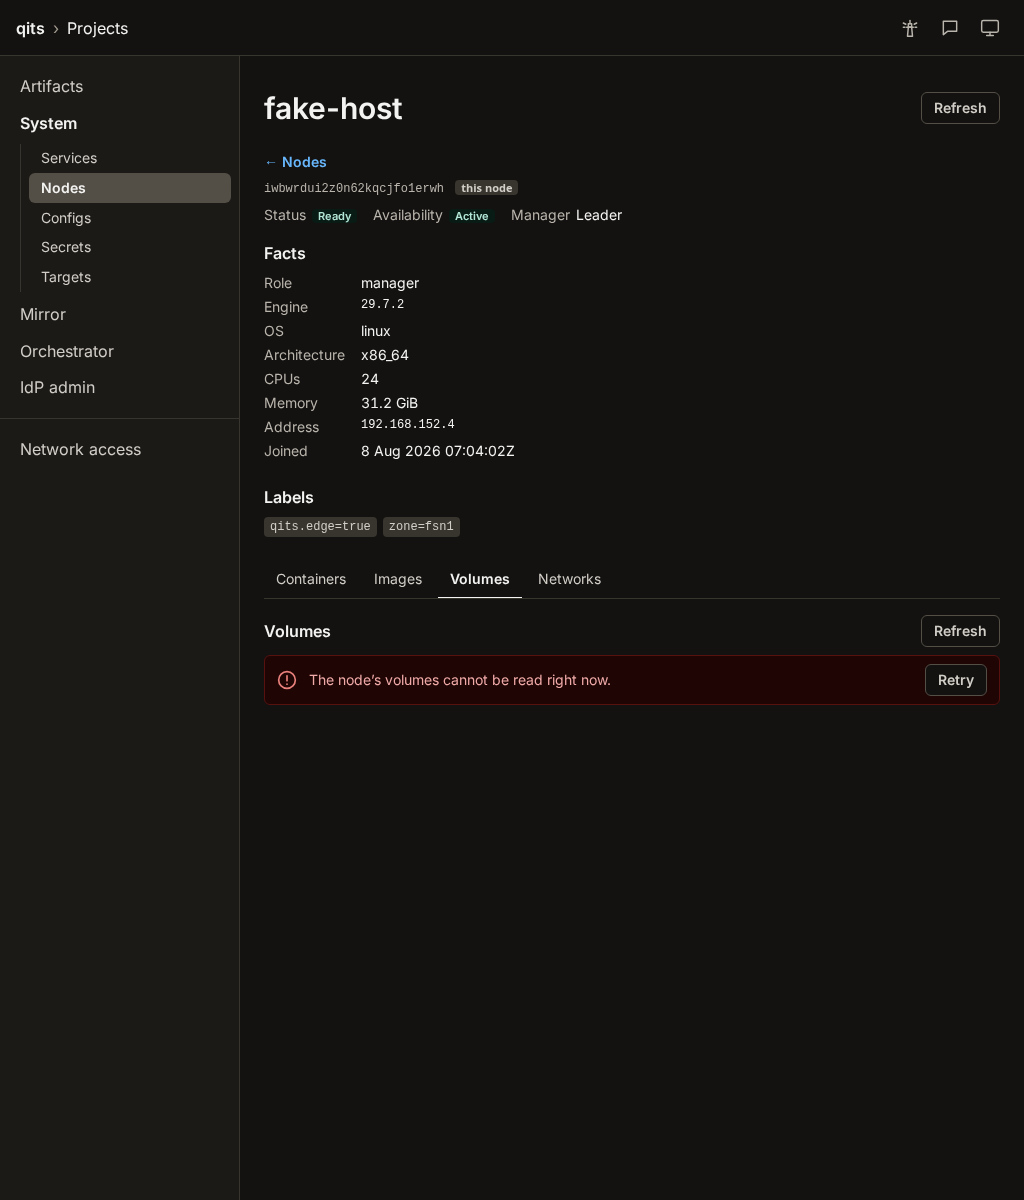 qits › Projects
Artifacts
System
Services
Nodes
Configs
Secrets
Targets
Mirror
Orchestrator
IdP admin
Network access
fake-host
Refresh
← Nodes
iwbwrdui2z0n62kqcjfo1erwh this node
Status Ready Availability Active Manager Leader
Facts
Role manager
Engine 29.7.2
OS linux
Architecture x86_64
CPUs 24
Memory 31.2 GiB
Address 192.168.152.4
Joined 8 Aug 2026 07:04:02Z
Labels
qits.edge=true zone=fsn1
Containers Images Volumes Networks
Volumes Refresh
The node’s volumes cannot be read right now. Retry